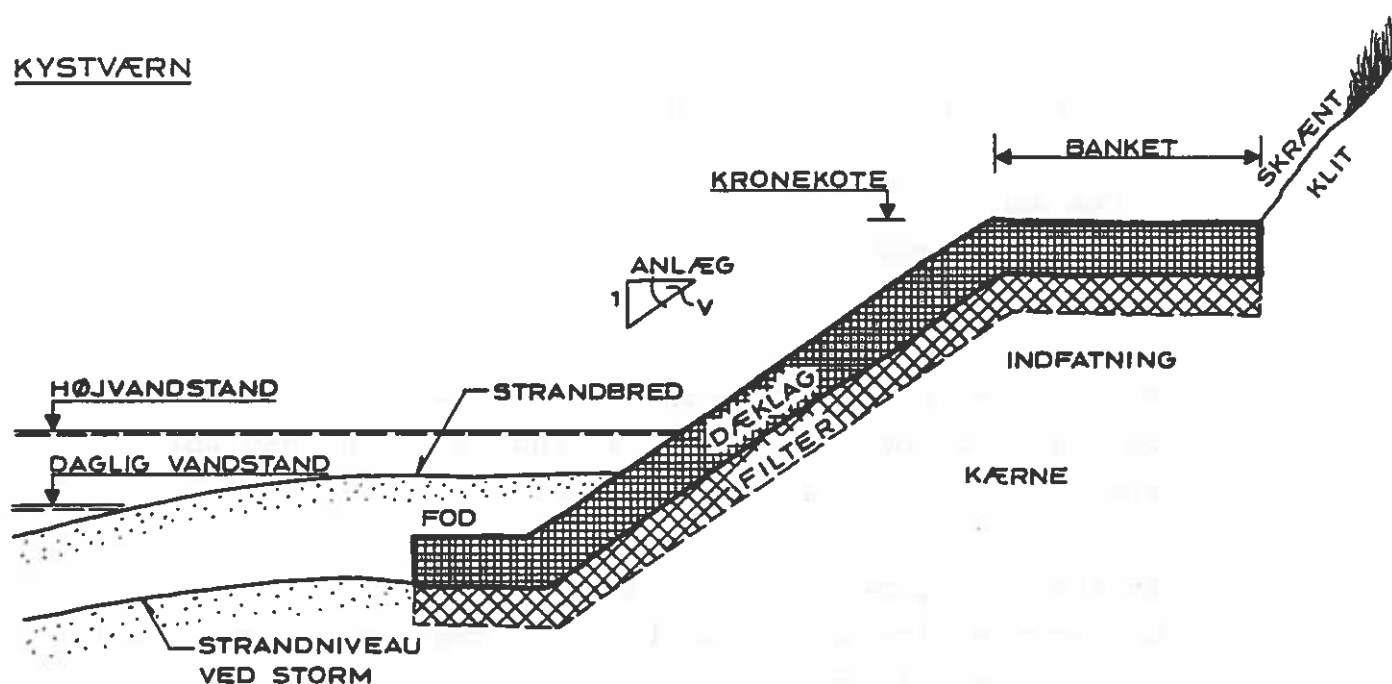 KYSTVÆRN
BANKET
SKRÆNT
KLIT
KRONEKOTE
ANLÆG
1
V
INDFATNING
HØJVANDSTAND
STRANDBRED
DÆKLAG
FILTER
DAGLIG VANDSTAND
KÆRNE
FOD
STRANDNIVEAU
VED STORM